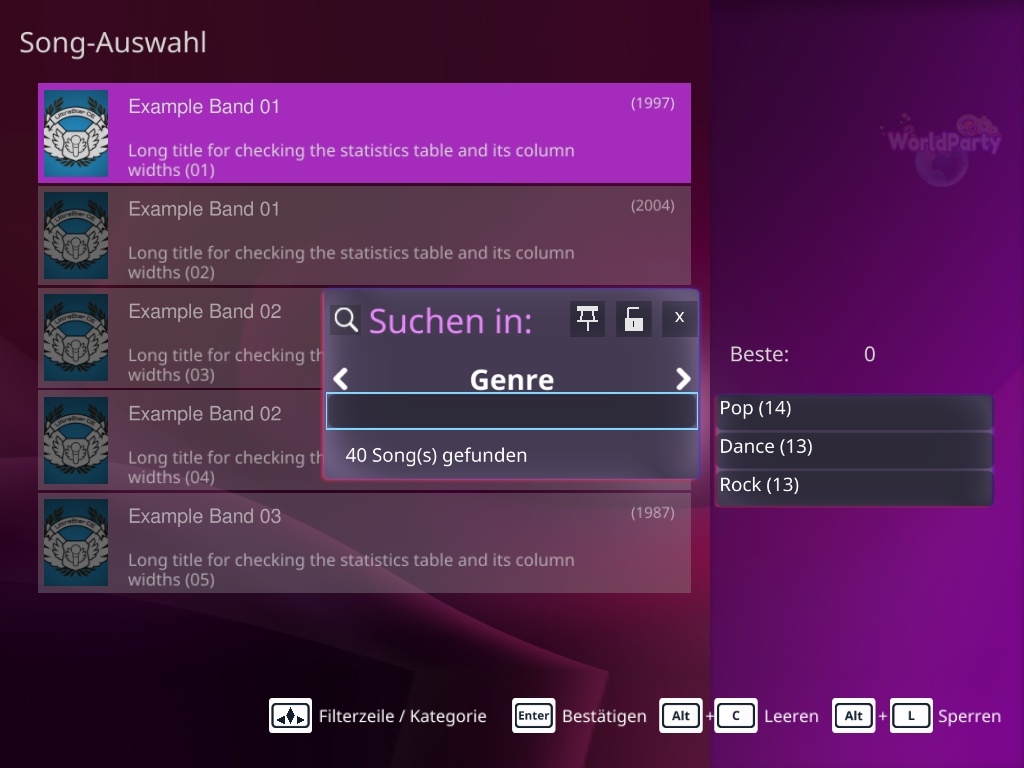 Song-Auswahl
Example Band 01
(1997)
Long title for checking the statistics table and its column
widths (01)
WorldParty
Example Band 01
(2004)
Long title for checking the statistics table and its column
widths (02)
Example Band 02
Long title for checking th
widths (03)
Suchen in:
x
Genre
40 Song(s) gefunden
Beste: 0
Pop (14)
Dance (13)
Rock (13)
Example Band 02
Long title for checking th
widths (04)
Example Band 03
(1987)
Long title for checking the statistics table and its column
widths (05)
Filterzeile / Kategorie Enter Bestätigen Alt + C Leeren Alt + L Sperren